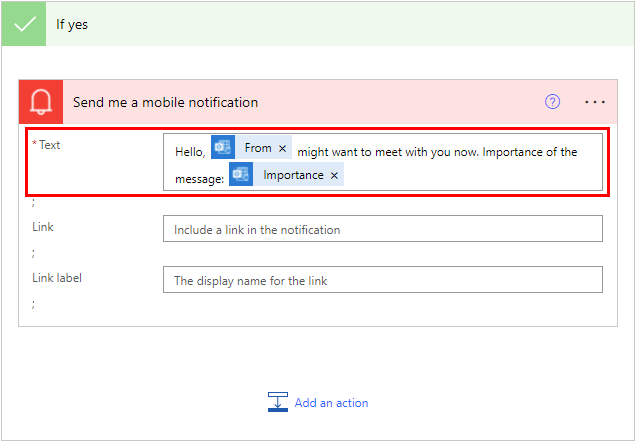 If yes
Send me a mobile notification
? ...
* Text
Hello, From × might want to meet with you now. Importance of the
message: Importance ×
;
Link
Include a link in the notification
;
Link label
The display name for the link
;
Add an action